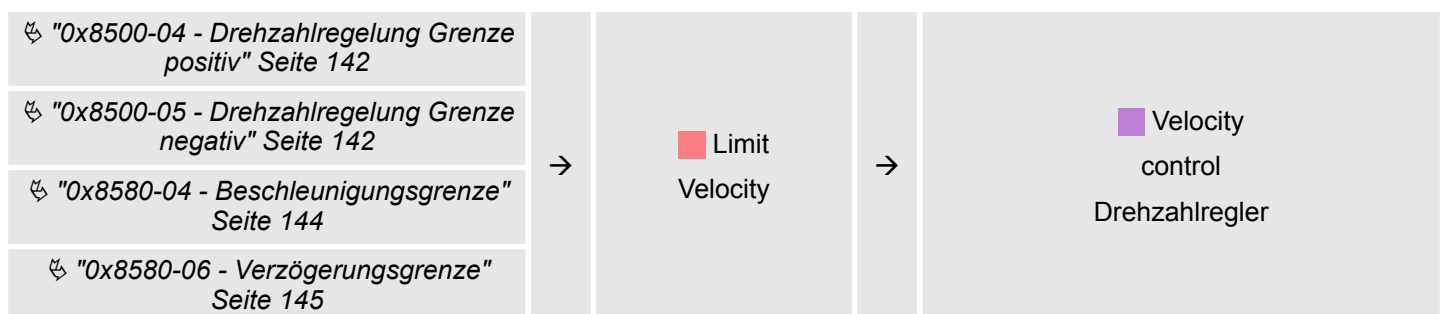 "0x8500-04 - Drehzahlregelung Grenze
positiv" Seite 142
"0x8500-05 - Drehzahlregelung Grenze
negativ" Seite 142
"0x8580-04 - Beschleunigungsgrenze"
Seite 144
"0x8580-06 - Verzögerungsgrenze"
Seite 145
→
Limit
Velocity
→
Velocity
control
Drehzahlregler